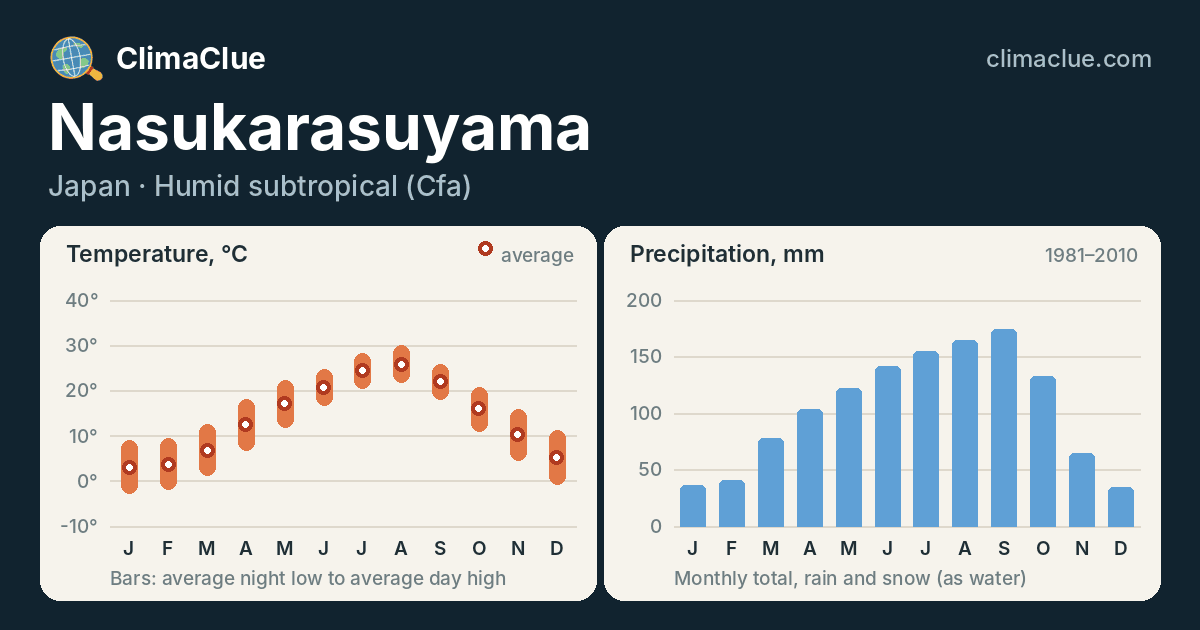 ClimaClue
climaclue.com
Nasukarasuyama
Japan · Humid subtropical (Cfa)
Temperature, °C
average
40°
30°
20°
10°
0°
-10°
J F M A M J J A S O N D
Bars: average night low to average day high
Precipitation, mm
1981–2010
200
150
100
50
0
J F M A M J J A S O N D
Monthly total, rain and snow (as water)